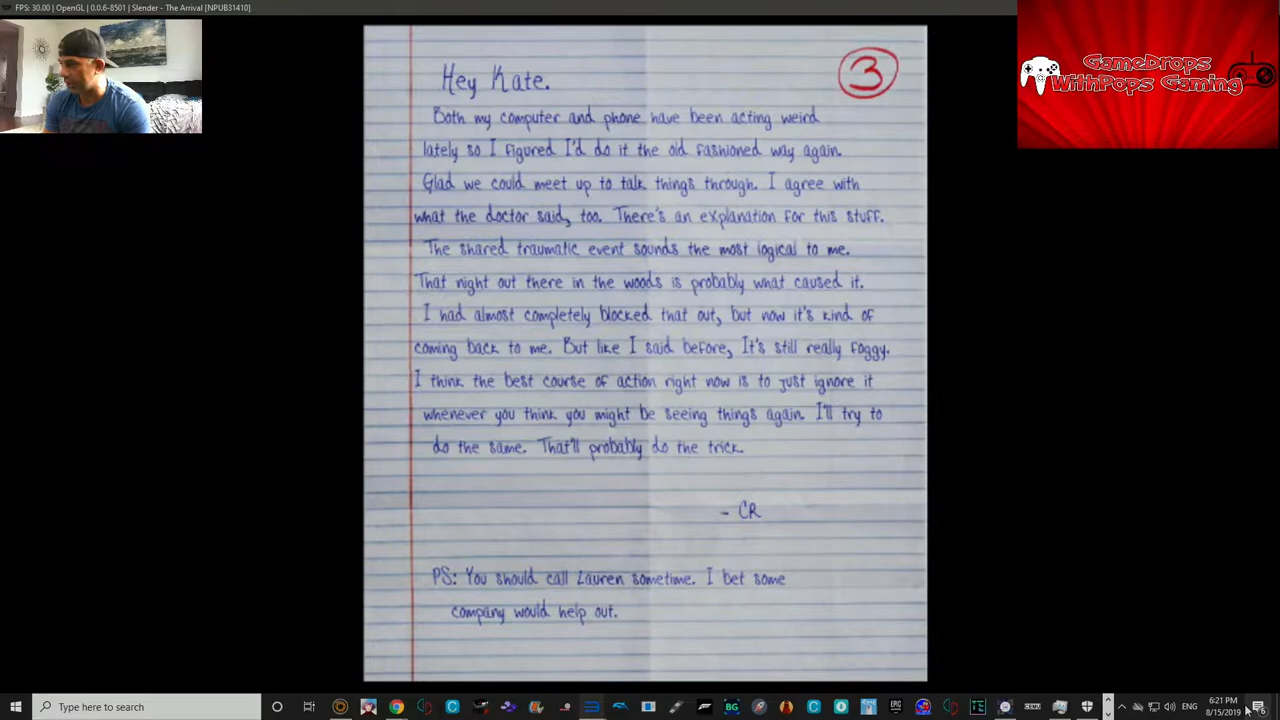 FPS: 30.00 | OpenGL | 0.0.6-8501 | Slender - The Arrival [NPUB31410]
GameDrops
WithPops Gaming
3
Hey Kate.
Both my computer and phone have been acting weird
lately so I figured I'd do it the old fashioned way again.
Glad we could meet up to talk things through. I agree with
what the doctor said, too. There's an explanation for this stuff.
The shared traumatic event sounds the most logical to me.
That night out there in the woods is probably what caused it.
I had almost completely blocked that out, but now it's kind of
coming back to me. But like I said before, It's still really foggy.
I think the best course of action right now is to just ignore it
whenever you think you might be seeing things again. I'll try to
do the same. That'll probably do the trick.
- CR
PS: You should call Lauren sometime. I bet some
company would help out.
Type here to search
BG
EPIC
TE
ENG
6:21 PM
8/15/2019